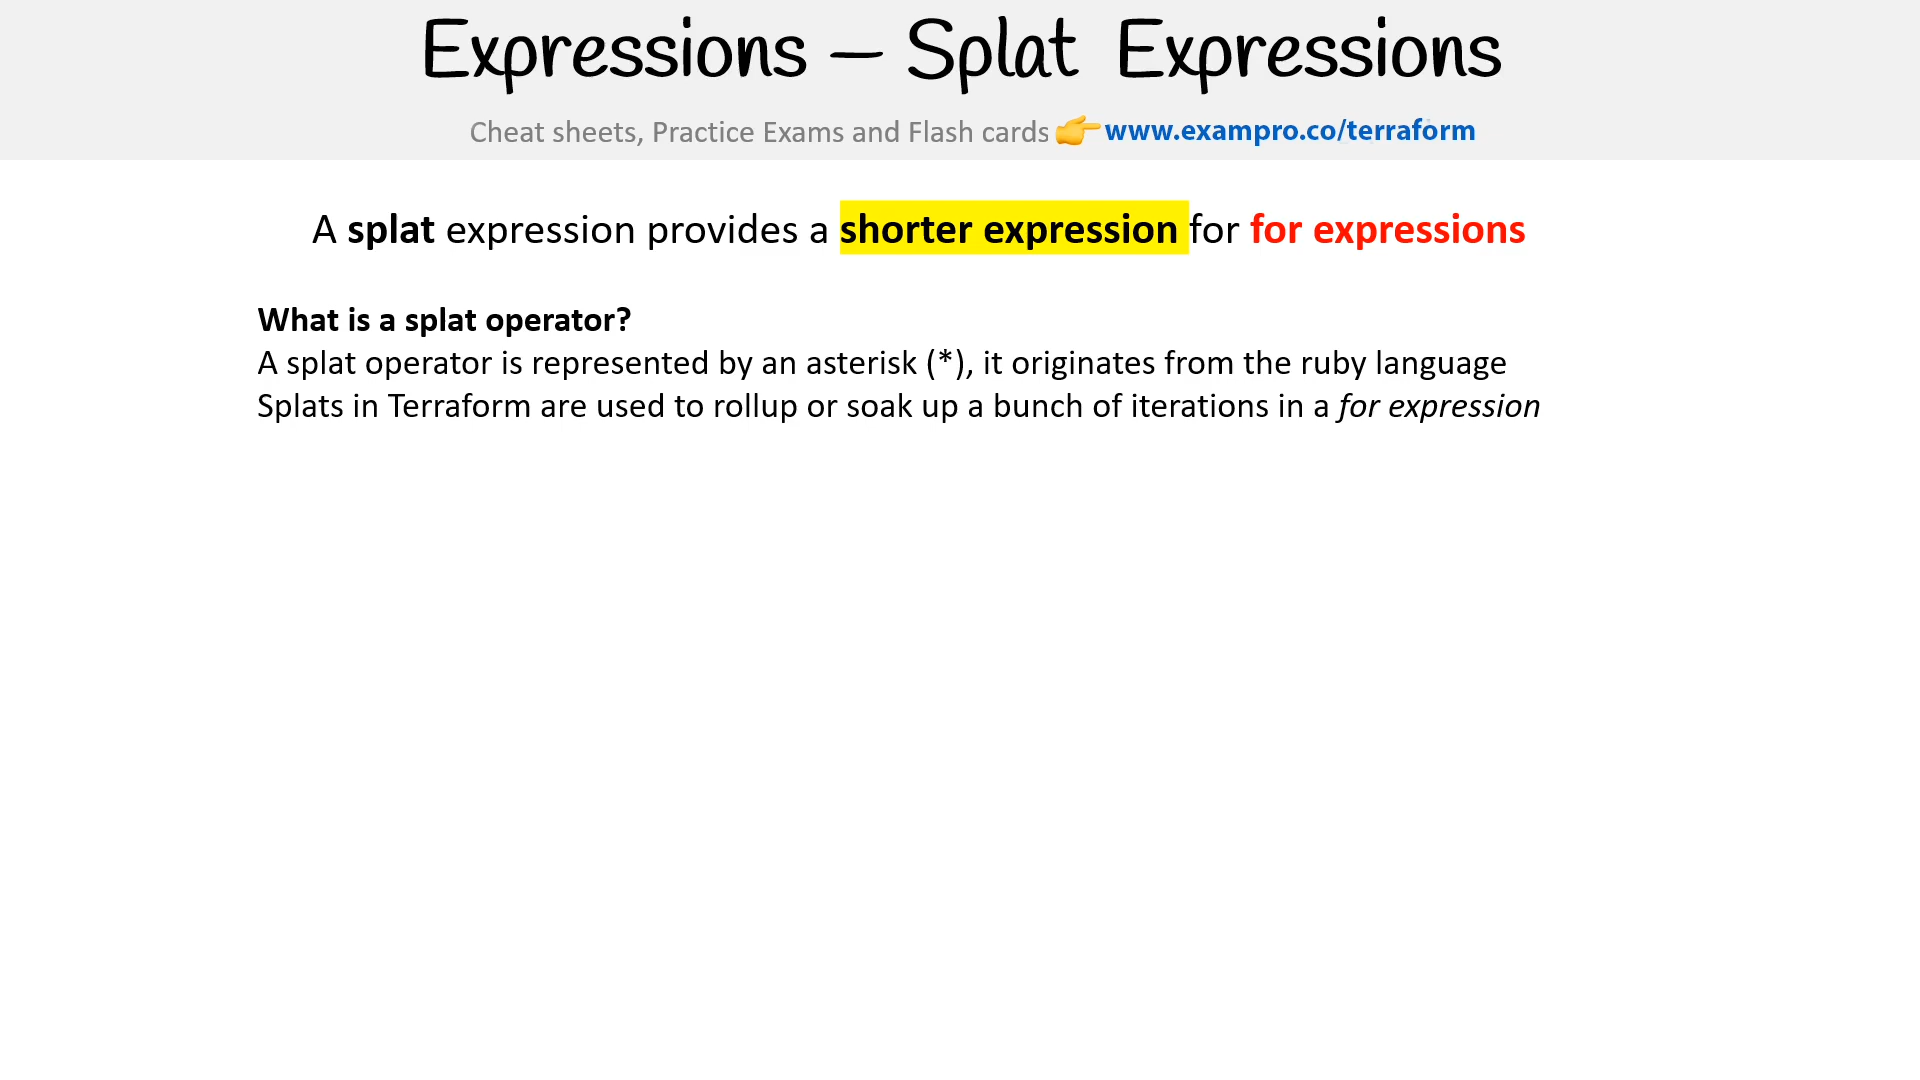 Expressions – Splat Expressions
Cheat sheets, Practice Exams and Flash cards 👉 www.exampro.co/terraform
A splat expression provides a shorter expression for for expressions
What is a splat operator?
A splat operator is represented by an asterisk (*), it originates from the ruby language
Splats in Terraform are used to rollup or soak up a bunch of iterations in a for expression